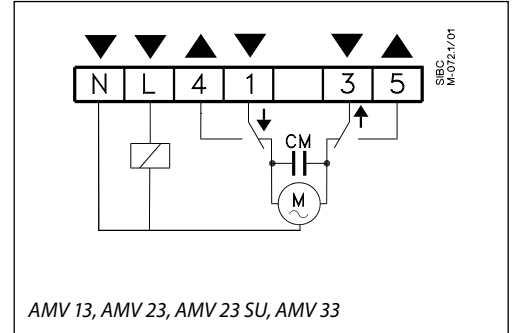 SIBC
M-072.1/01
N L 4 1 3 5
CM
M
AMV 13, AMV 23, AMV 23 SU, AMV 33